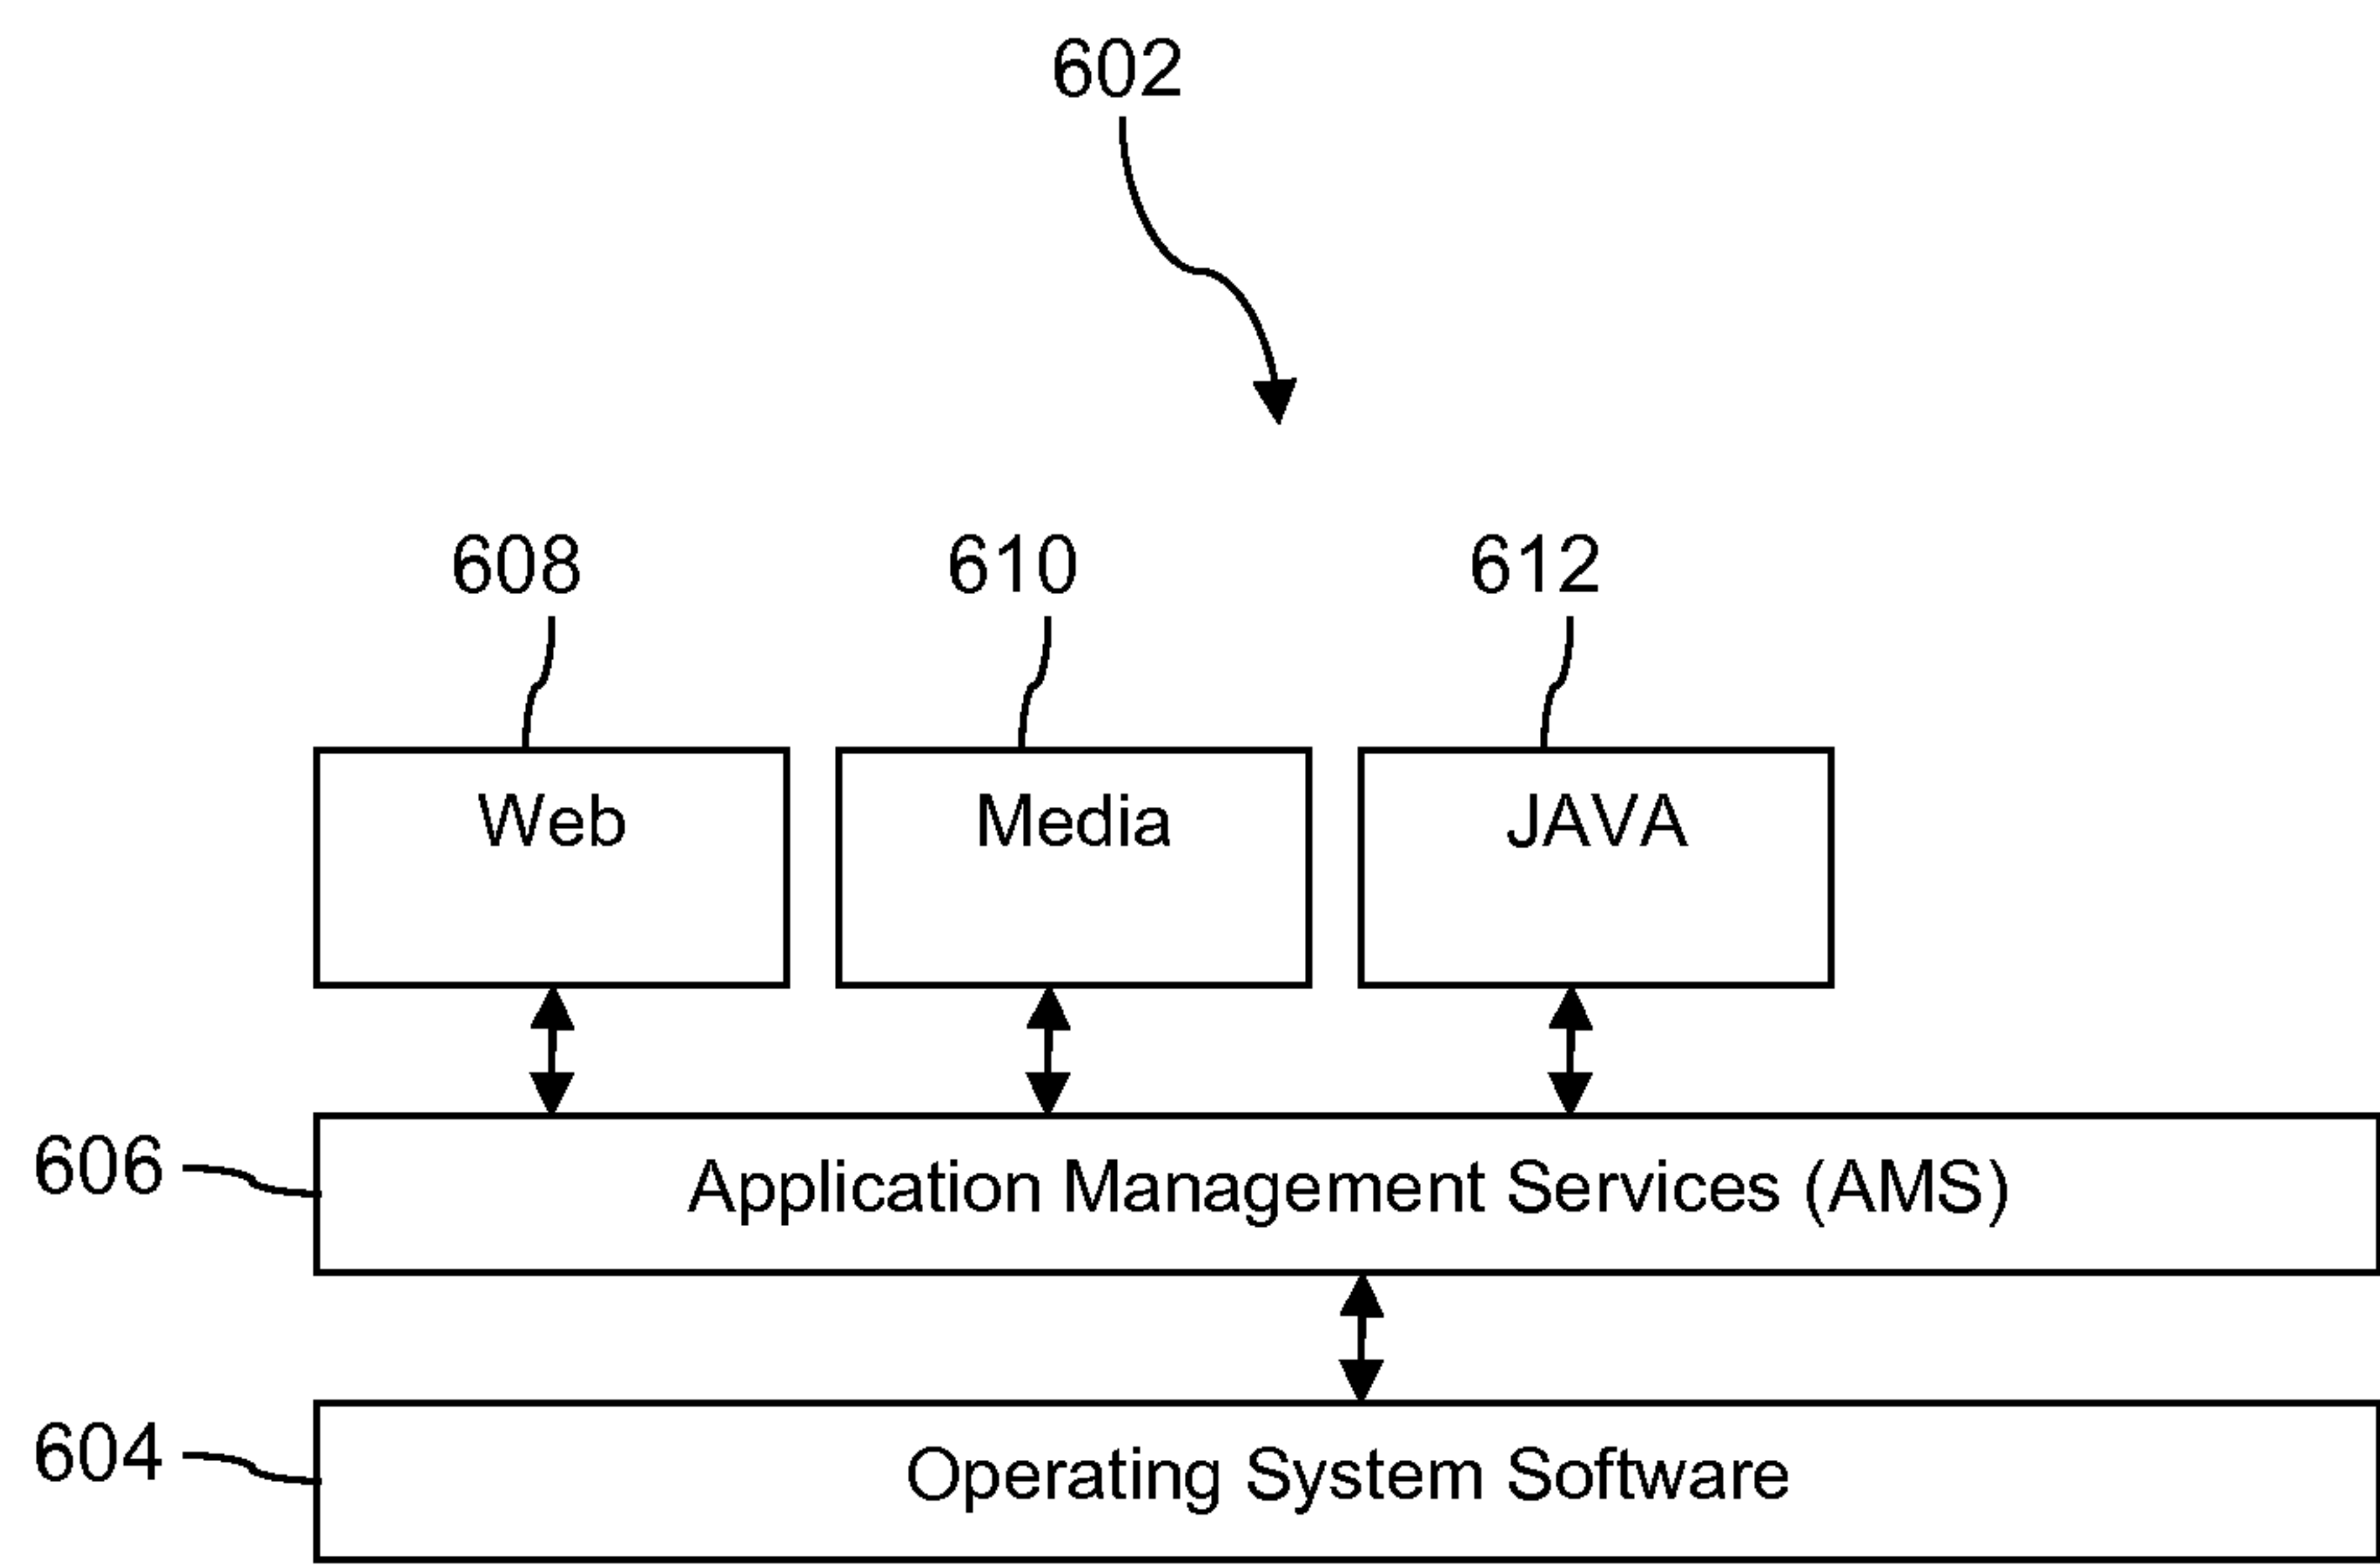 602
608 610 612
Web Media JAVA
606 Application Management Services (AMS)
604 Operating System Software